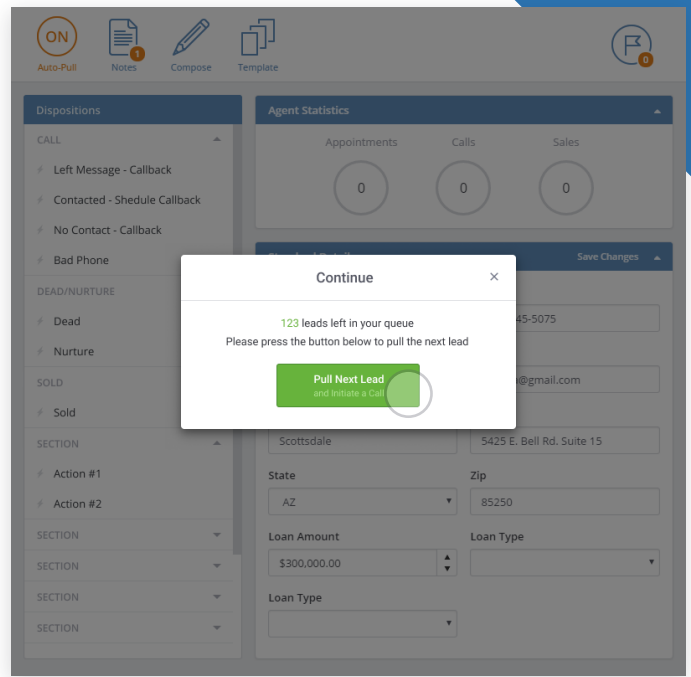 ON
Auto-Pull
1
Notes
Compose
Template
0
Dispositions
CALL
Left Message - Callback
Contacted - Shedule Callback
No Contact - Callback
Bad Phone
DEAD/NURTURE
Dead
Nurture
SOLD
Sold
SECTION
Action #1
Action #2
SECTION
SECTION
SECTION
SECTION
Agent Statistics
Appointments Calls Sales
0 0 0
Save Changes
45-5075
@gmail.com
Continue ×
123 leads left in your queue
Please press the button below to pull the next lead
Pull Next Lead
and Initiate a Call
Scottsdale 5425 E. Bell Rd. Suite 15
State Zip
AZ 85250
Loan Amount Loan Type
$300,000.00
Loan Type